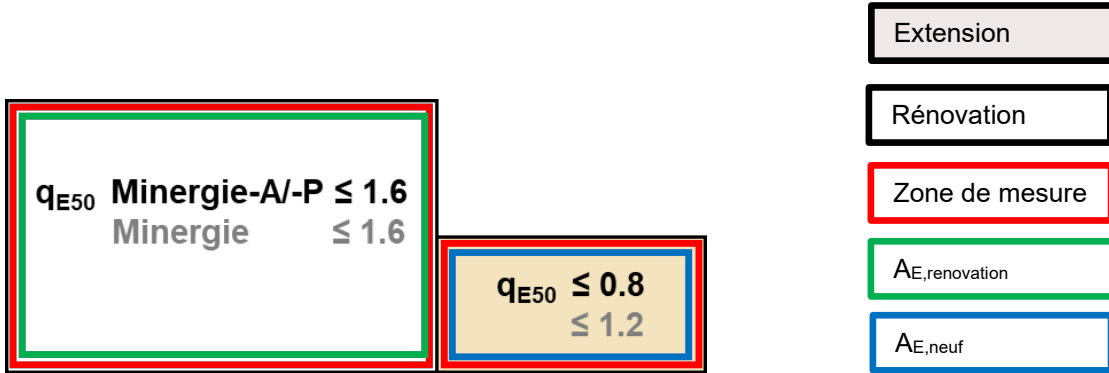 qE50 Minergie-A/-P ≤ 1.6
Minergie ≤ 1.6
qE50 ≤ 0.8
≤ 1.2
Extension
Rénovation
Zone de mesure
AE,renovation
AE,neuf